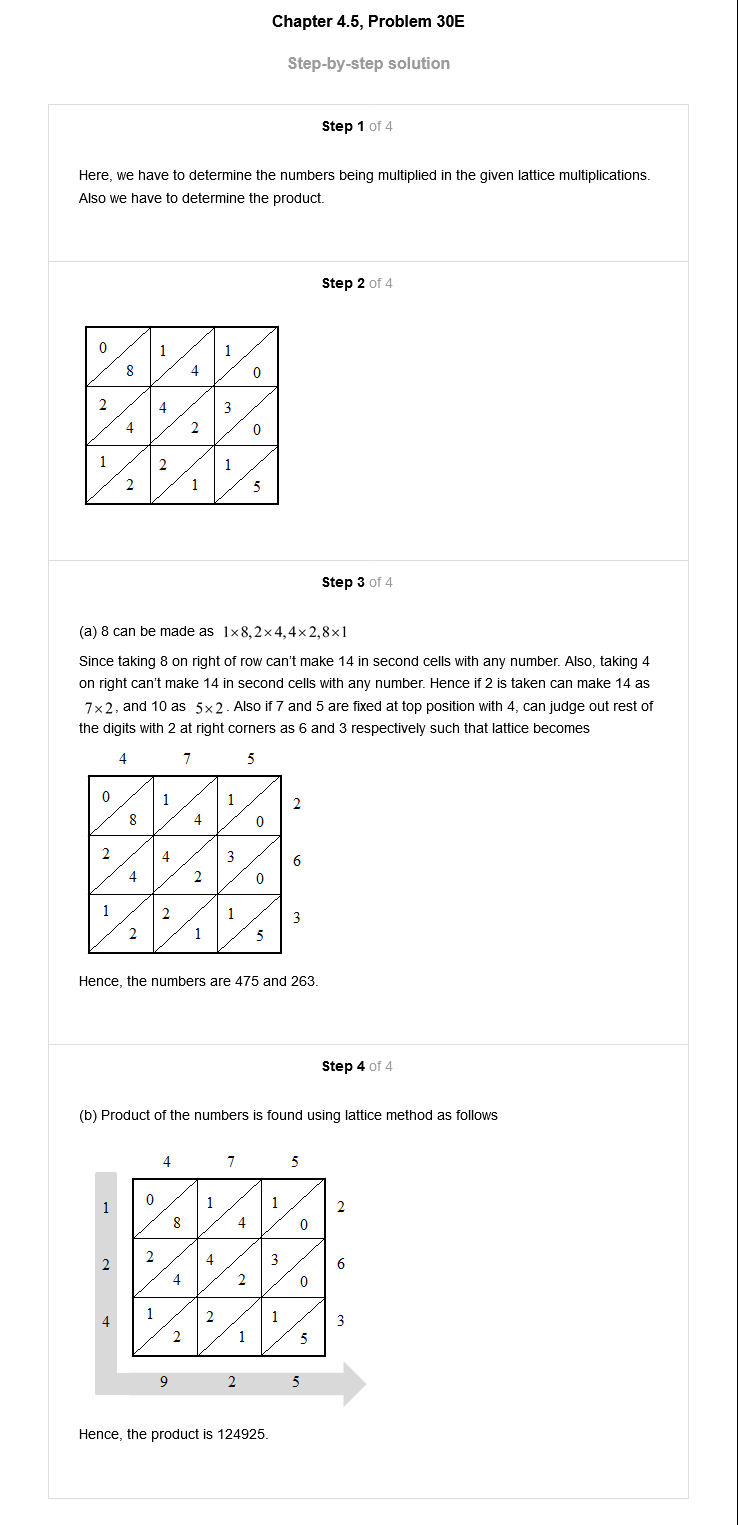 Chapter 4.5, Problem 30E
Step-by-step solution
Step 1 of 4
Here, we have to determine the numbers being multiplied in the given lattice multiplications.
Also we have to determine the product.
Step 2 of 4
0 1 1
8 4 0
2 4 3
4 2 0
1 2 1
2 1 5
Step 3 of 4
(a) 8 can be made as 1×8,2×4,4×2,8×1
Since taking 8 on right of row can't make 14 in second cells with any number. Also, taking 4
on right can't make 14 in second cells with any number. Hence if 2 is taken can make 14 as
7×2, and 10 as 5×2. Also if 7 and 5 are fixed at top position with 4, can judge out rest of
the digits with 2 at right corners as 6 and 3 respectively such that lattice becomes
4 7 5
0 1 1 2
8 4 0
2 4 3 6
4 2 0
1 2 1 3
2 1 5
Hence, the numbers are 475 and 263.
Step 4 of 4
(b) Product of the numbers is found using lattice method as follows
4 7 5
1 0 1 1 2
8 4 0
2 2 4 3 6
4 2 0
4 1 2 1 3
2 1 5
9 2 5
Hence, the product is 124925.